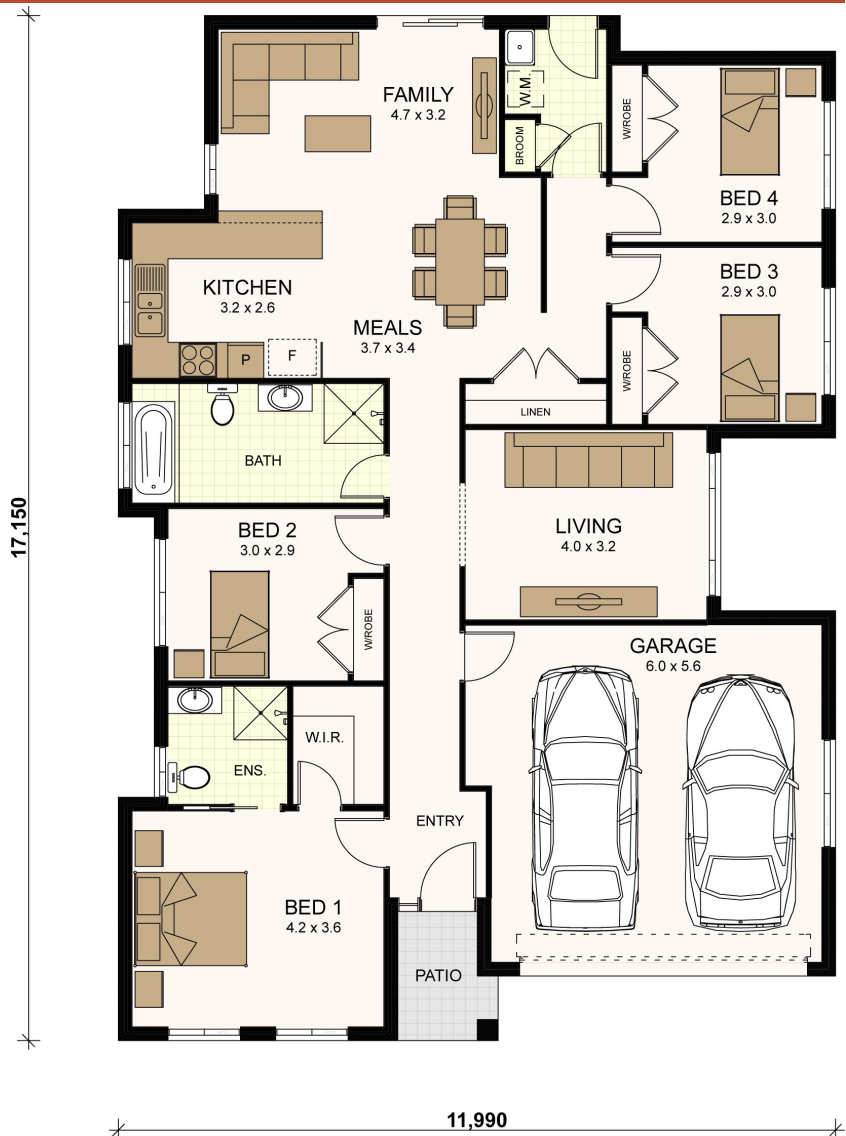 FAMILY
4.7 x 3.2
W.M.
BROOM
W/ROBE
BED 4
2.9 x 3.0
KITCHEN
3.2 x 2.6
MEALS
3.7 x 3.4
P
F
BED 3
2.9 x 3.0
W/ROBE
LINEN
BATH
17,150
BED 2
3.0 x 2.9
W/ROBE
LIVING
4.0 x 3.2
GARAGE
6.0 x 5.6
W.I.R.
ENS.
ENTRY
BED 1
4.2 x 3.6
PATIO
11,990